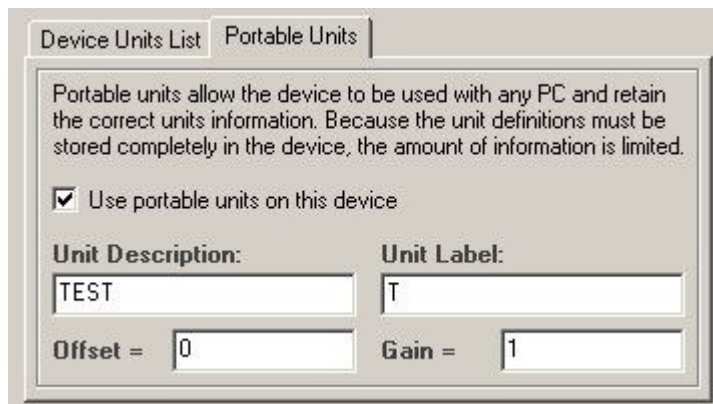 Device Units List Portable Units
Portable units allow the device to be used with any PC and retain
the correct units information. Because the unit definitions must be
stored completely in the device, the amount of information is limited.
Use portable units on this device
Unit Description: Unit Label:
TEST T
Offset = 0 Gain = 1